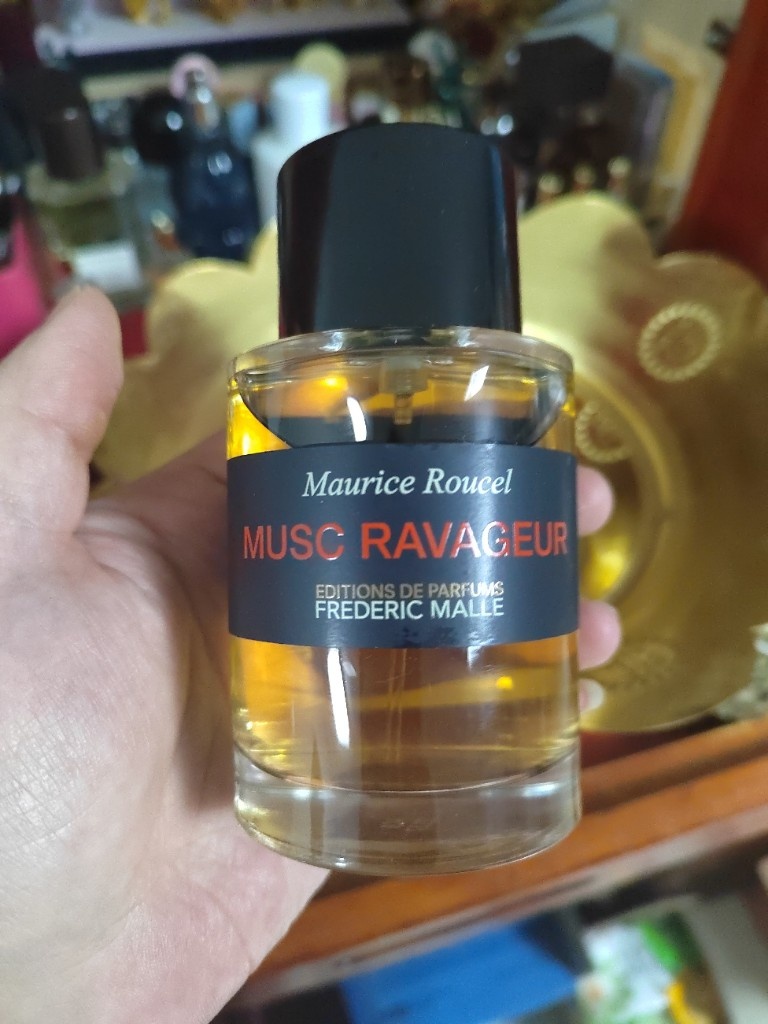 Maurice Roucel
MUSC RAVAGEUR
EDITIONS DE PARFUMS
FREDERIC MALLE